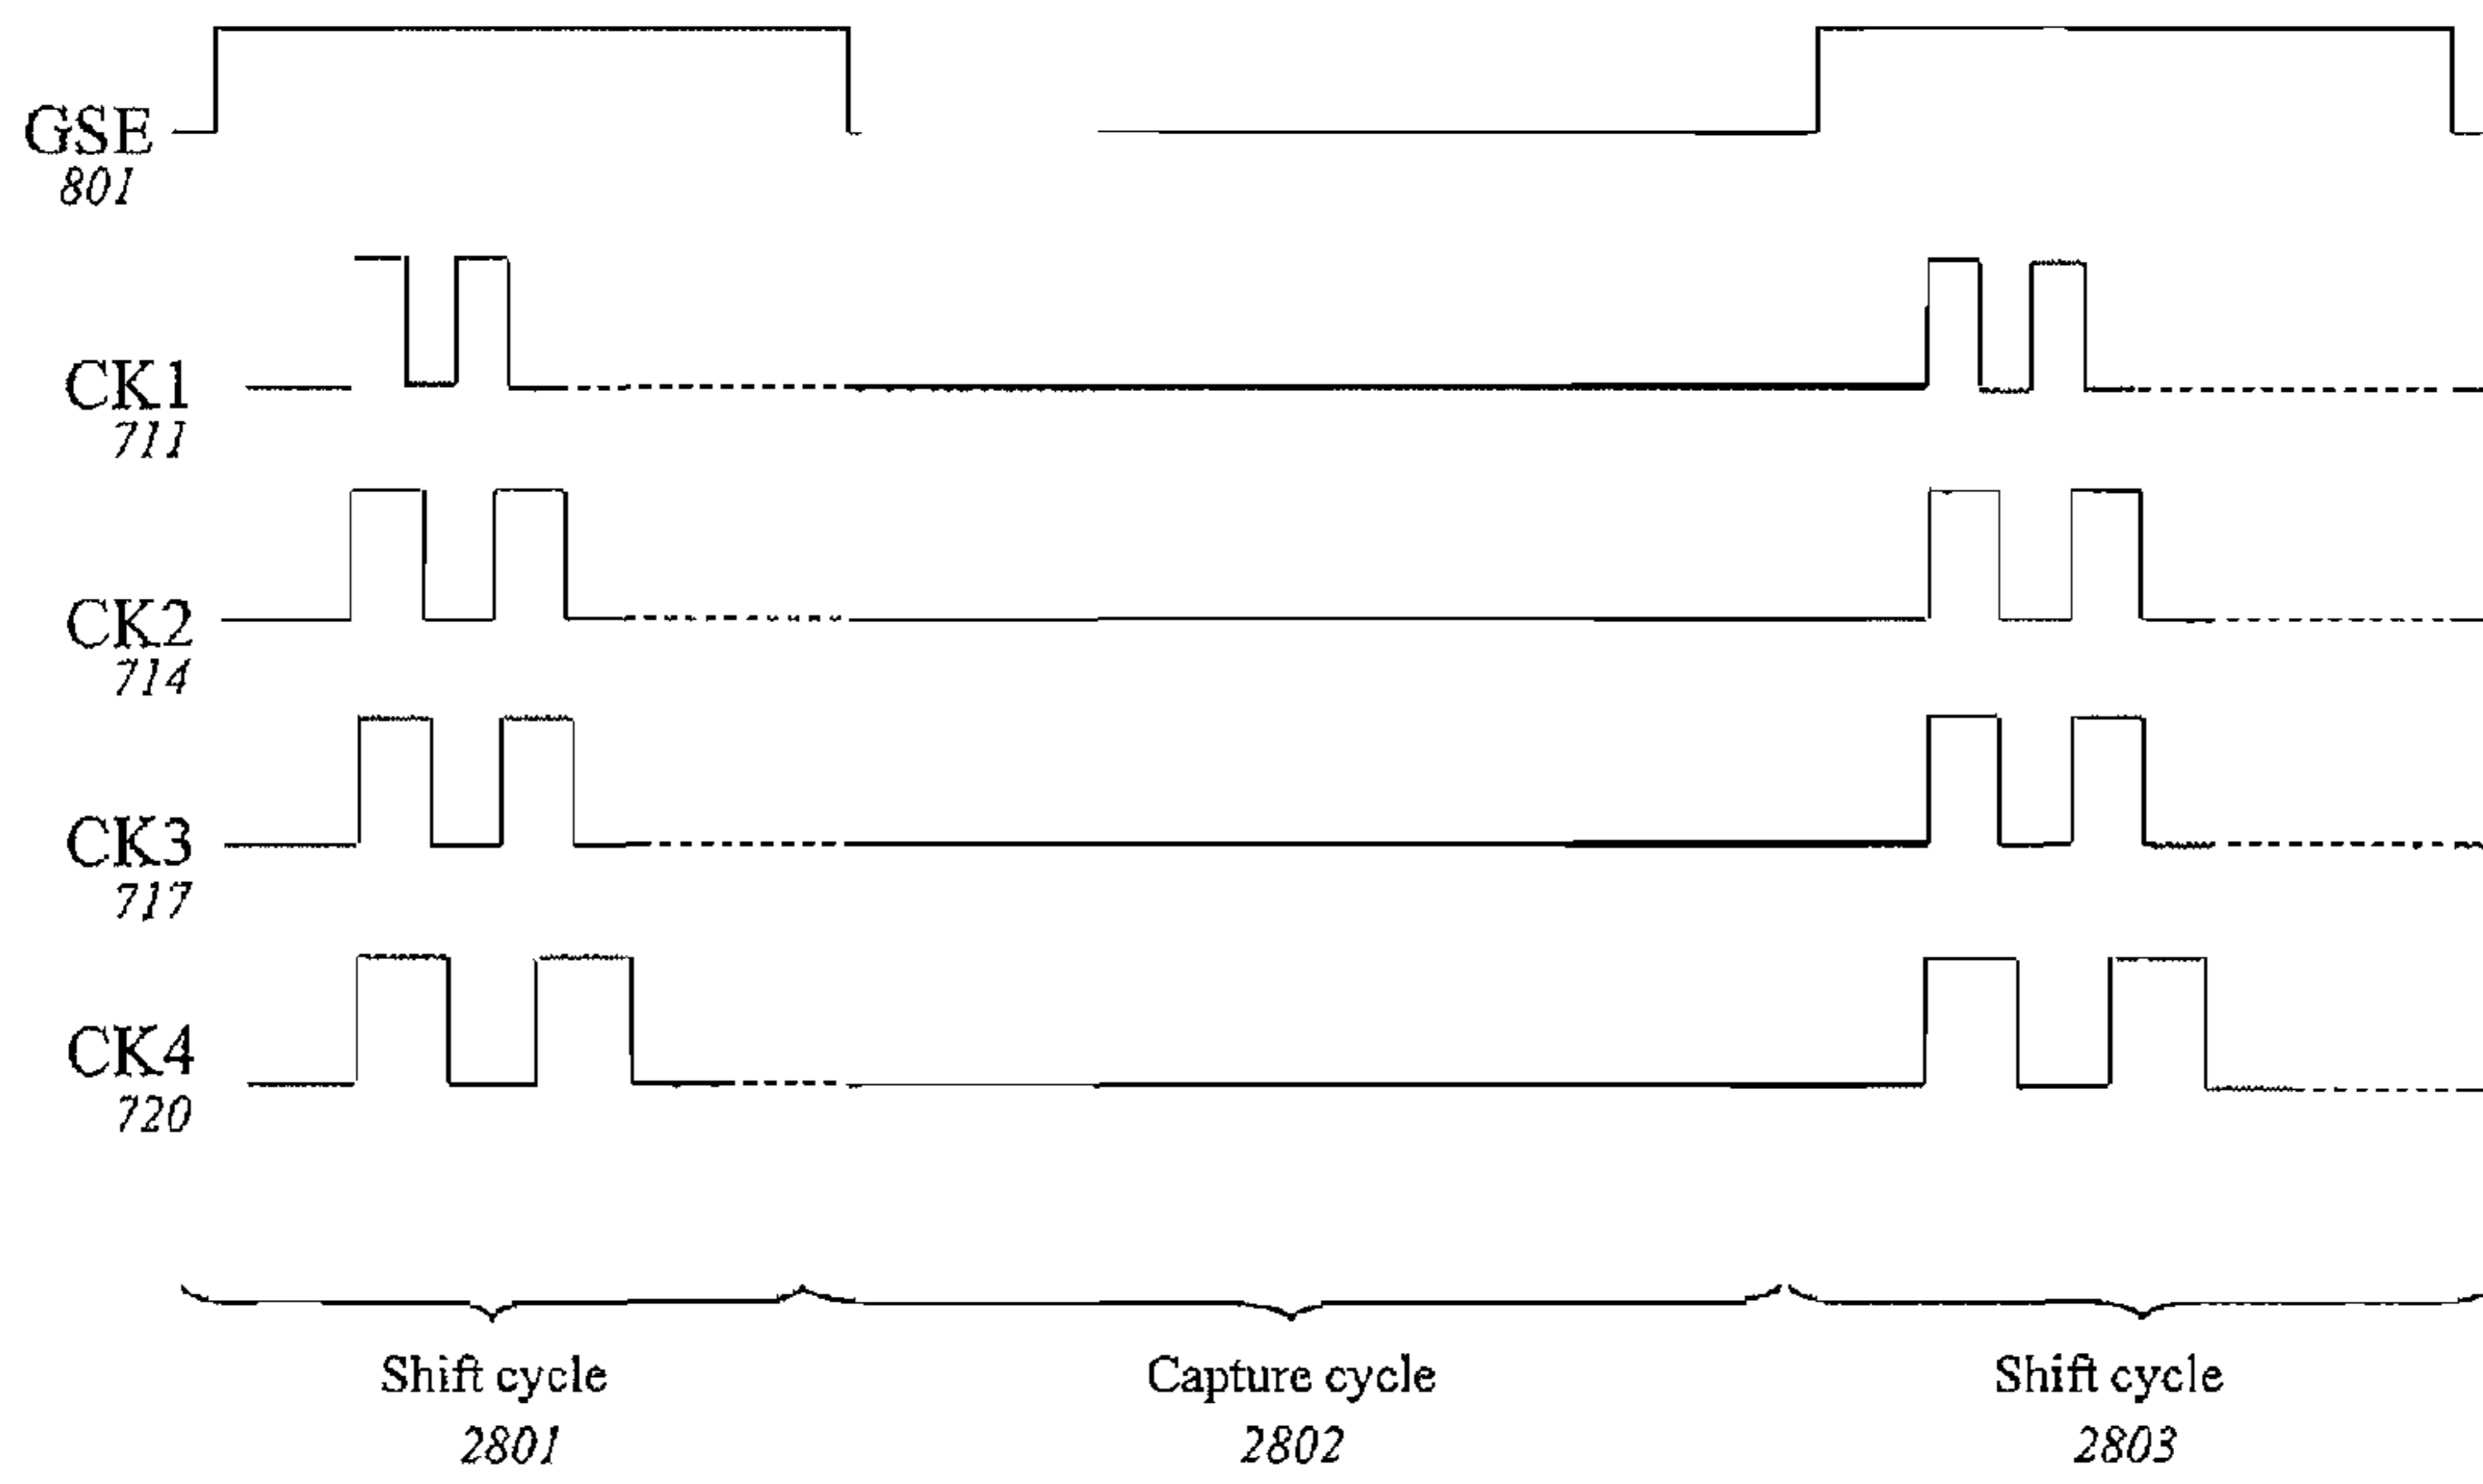 GSE
801
CK1
711
CK2
714
CK3
717
CK4
720
Shift cycle
2801
Capture cycle
2802
Shift cycle
2803